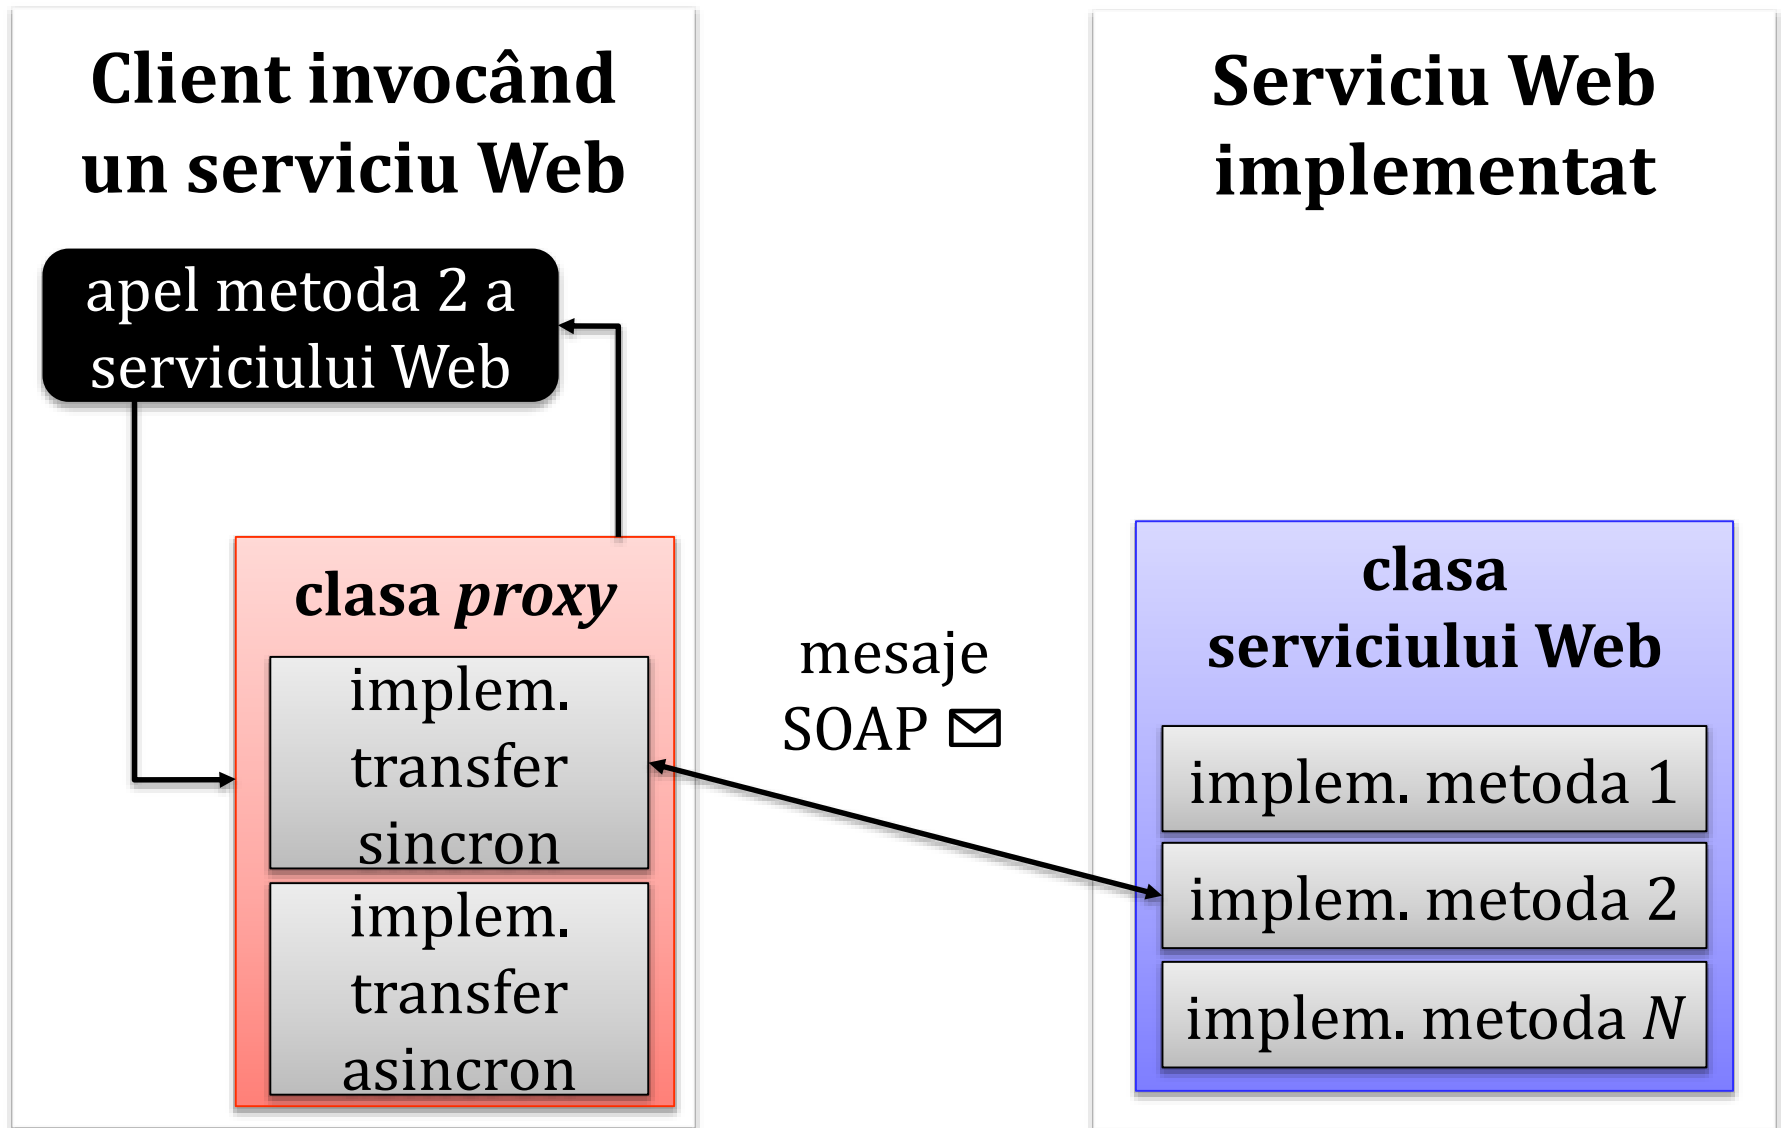 Client invocând
un serviciu Web
apel metoda 2 a
serviciului Web
clasa proxy
implem.
transfer
sincron
implem.
transfer
asincron
mesaje
SOAP
Serviciu Web
implementat
clasa
serviciului Web
implem. metoda 1
implem. metoda 2
implem. metoda N